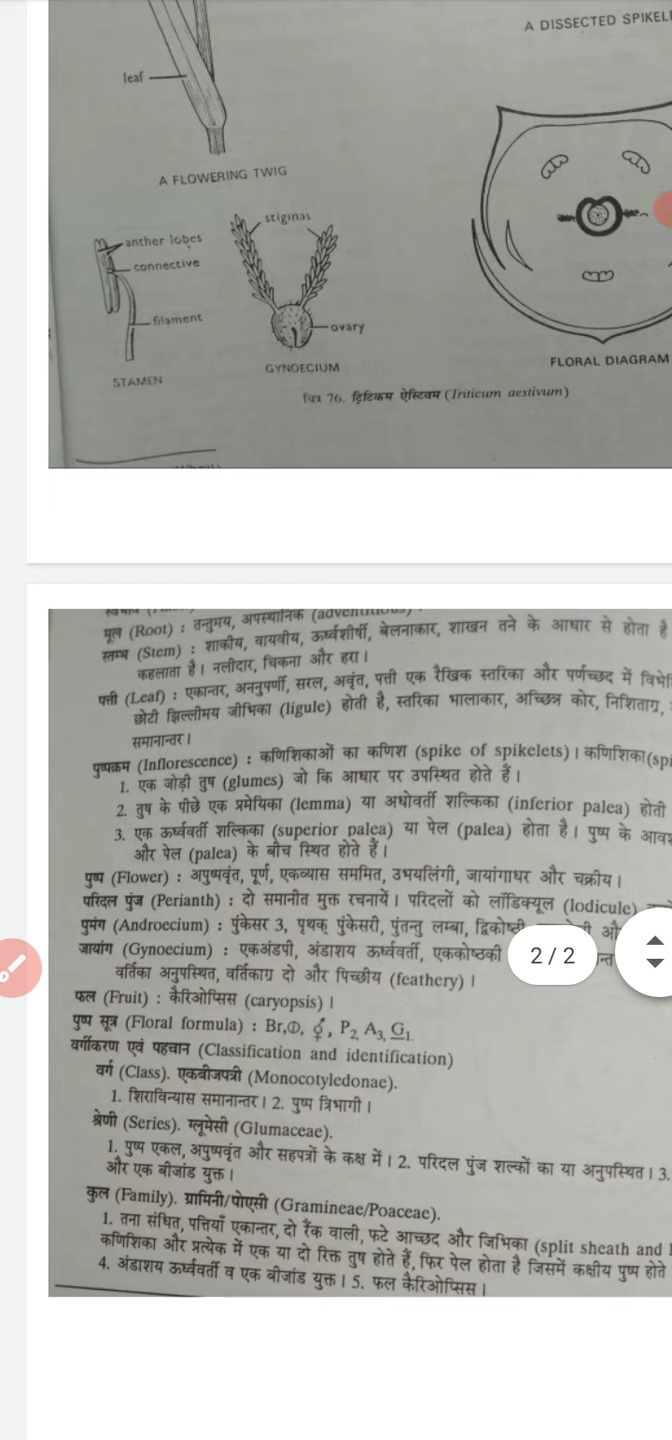 A DISSECTED
leaf
A FLOWERING TWIG
stiginas
anther lobes
connective
filament
ovary
GYNOECIUM
STAMEN
FLORAL DIAGRAM
चित्र 76. ट्रिटिकम ऐस्टिवम (Triticum aestivum)
मूल (Root) : तन्तुमय, अपस्थानिक (adventitious)
स्तम्भ (Stem) : शाकीय, वायवीय, ऊर्ध्वशीर्षी, बेलनाकार, शाखन तने के आधार से होता है
कहलाता है। नलीदार, चिकना और हरा।
पत्ती (Leaf) : एकान्तर, अननुपर्णी, सरल, अवृंत, पत्ती एक रैखिक स्तरिका और पर्णच्छद में
छोटी झिल्लीमय जीभिका (ligule) होती है, स्तरिका भालाकार, अच्छिन्न कोर, निशिताग्र,
समानान्तर।
पुष्पक्रम (Inflorescence) : कणिशिकाओं का कणिश (spike of spikelets)। कणिशिका
1. एक जोड़ी तुष (glumes) जो कि आधार पर उपस्थित होते हैं।
2. तुष के पीछे एक प्रमेयिका (lemma) या अधोवर्ती शल्किका (inferior palea) होती
3. एक ऊर्ध्ववर्ती शल्किका (superior palea) या पेल (palea) होता है। पुष्प के
और पेल (palea) के बीच स्थित होते हैं।
पुष्प (Flower) : अपुष्पवृंत, पूर्ण, एकव्यास सममित, उभयलिंगी, जायांगाधर और चक्रीय।
परिदल पुंज (Perianth) : दो समानीत मुक्त रचनायें। परिदलों को लॉडिक्यूल (lodicule)
पुमंग (Androecium) : पुंकेसर 3, पृथक् पुंकेसरी, पुंतन्तु लम्बा, द्विकोष्ठी
जायांग (Gynoecium) : एकअंडपी, अंडाशय ऊर्ध्ववर्ती, एककोष्ठकी
वर्तिका अनुपस्थित, वर्तिकाग्र दो और पिच्छीय (feathery)।
2 / 2
फल (Fruit) : कैरिओप्सिस (caryopsis)।
पुष्प सूत्र (Floral formula) : Br,⦶, ⚥, P2 A3, G1.
वर्गीकरण एवं पहचान (Classification and identification)
वर्ग (Class). एकबीजपत्री (Monocotyledonae).
1. शिराविन्यास समानान्तर। 2. पुष्प त्रिभागी।
श्रेणी (Series). ग्लूमेसी (Glumaceae).
1. पुष्प एकल, अपुष्पवृंत और सहपत्रों के कक्ष में। 2. परिदल पुंज शल्कों का या अनुपस्थित। 3.
और एक बीजांड युक्त।
कुल (Family). ग्रामिनी/पोएसी (Gramineae/Poaceae).
1. तना संधित, पत्तियाँ एकान्तर, दो रैंक वाली, फटे आच्छद और जिभिका (split sheath and
कणिशिका और प्रत्येक में एक या दो रिक्त तुष होते हैं, फिर पेल होता है जिसमें कक्षीय पुष्प होते
4. अंडाशय ऊर्ध्ववर्ती व एक बीजांड युक्त। 5. फल कैरिओप्सिस।